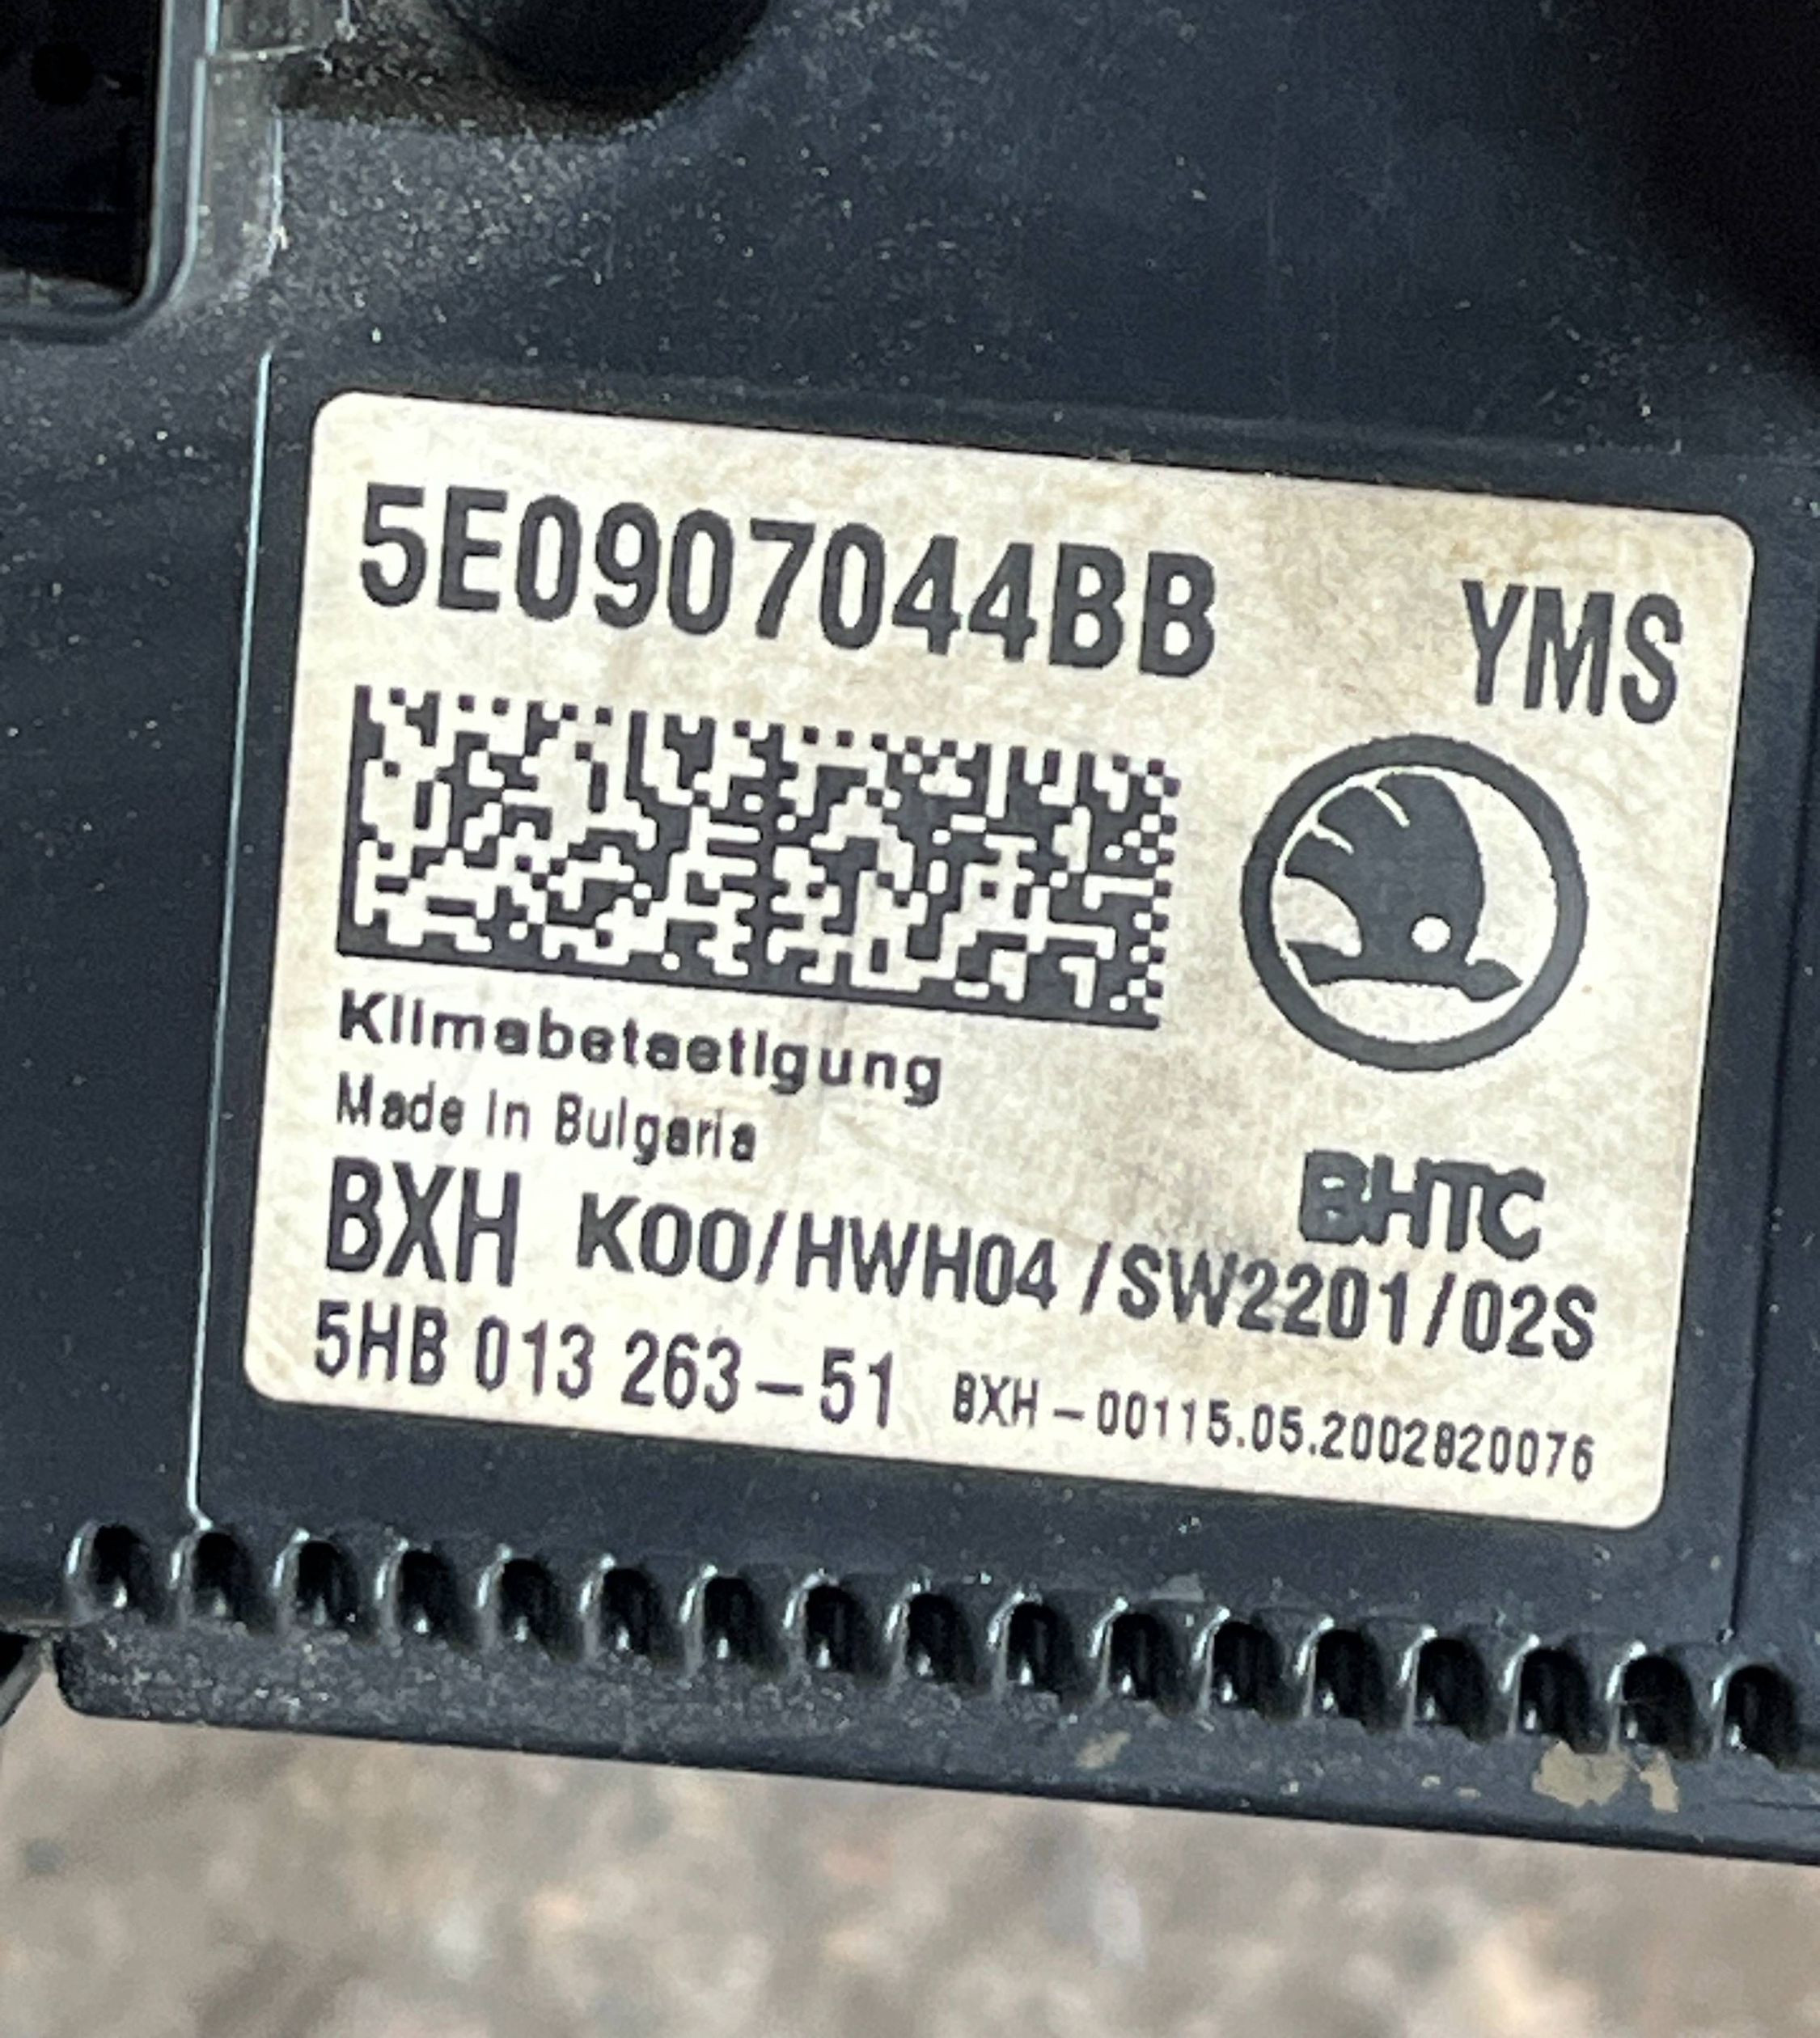 5E0907044BB YMS
Klimabetaetigung
Made in Bulgaria
BHTC
BXH K00/HWH04 /SW2201/02S
5HB 013 263-51 BXH-00115.05.2002820076